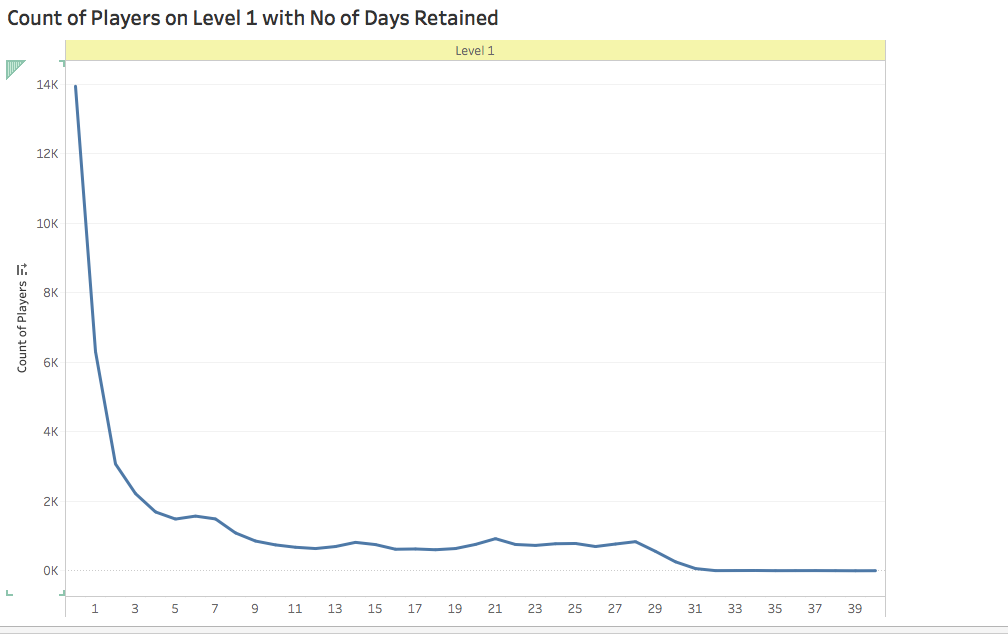 Count of Players on Level 1 with No of Days Retained
Level 1
14K
12K
10K
8K
6K
4K
2K
0K
Count of Players
1 3 5 7 9 11 13 15 17 19 21 23 25 27 29 31 33 35 37 39